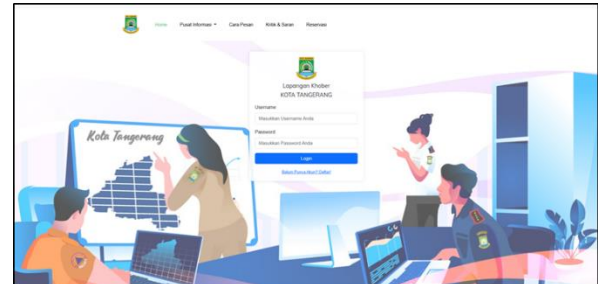 Home Pusat Informasi Cara Pesan Kritik & Saran Reservasi
Lapangan Khober
KOTA TANGERANG
Username
Masukkan Username Anda
Password
Masukkan Password Anda
Login
Belum Punya Akun? Daftar!
Kota Tangerang